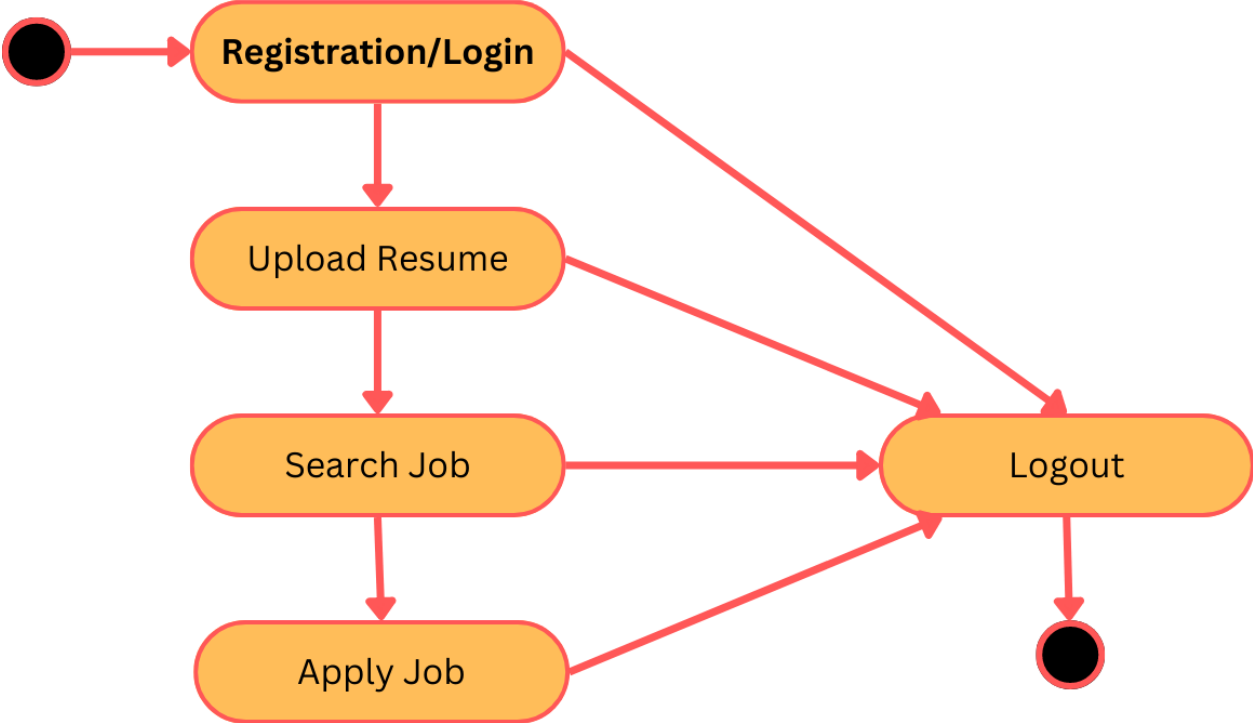 Registration/Login
Upload Resume
Search Job
Logout
Apply Job